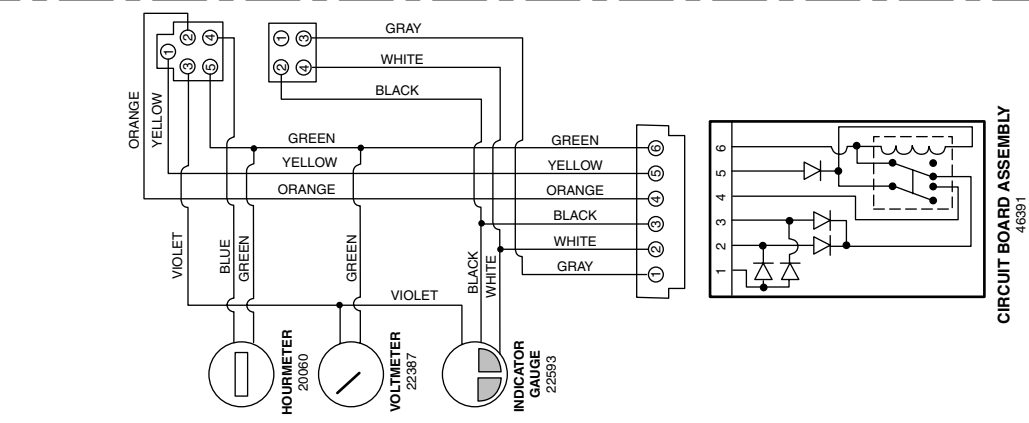 GRAY
WHITE
BLACK
2 4
1
3 5
1 3
2 4
ORANGE
YELLOW
GREEN
YELLOW
ORANGE
GREEN
YELLOW
ORANGE
BLACK
WHITE
GRAY
6
5
4
3
2
1
6
5
4
3
2
1
CIRCUIT BOARD ASSEMBLY
46391
VIOLET
BLUE
GREEN
GREEN
BLACK
WHITE
VIOLET
HOURMETER
20060
VOLTMETER
22387
INDICATOR
GAUGE
22593